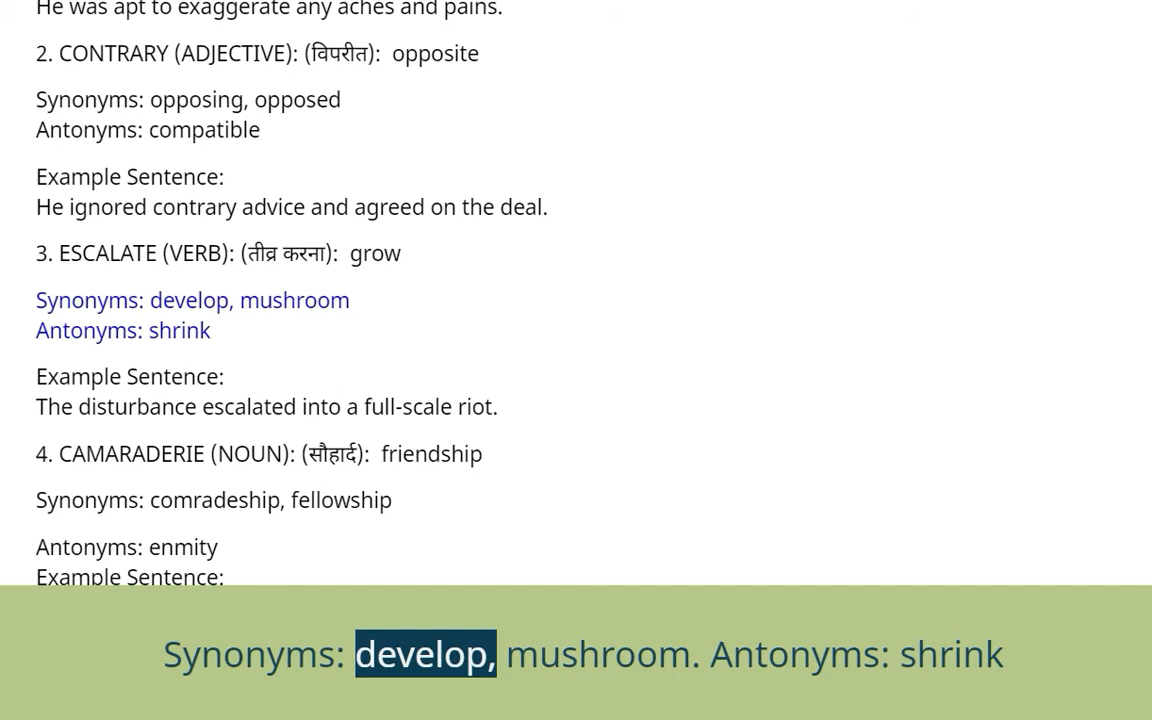 He was apt to exaggerate any aches and pains.
2. CONTRARY (ADJECTIVE): (विपरीत): opposite
Synonyms: opposing, opposed
Antonyms: compatible
Example Sentence:
He ignored contrary advice and agreed on the deal.
3. ESCALATE (VERB): (तीव्र करना): grow
Synonyms: develop, mushroom
Antonyms: shrink
Example Sentence:
The disturbance escalated into a full-scale riot.
4. CAMARADERIE (NOUN): (सौहार्द): friendship
Synonyms: comradeship, fellowship
Antonyms: enmity
Example Sentence:
Synonyms: develop, mushroom. Antonyms: shrink